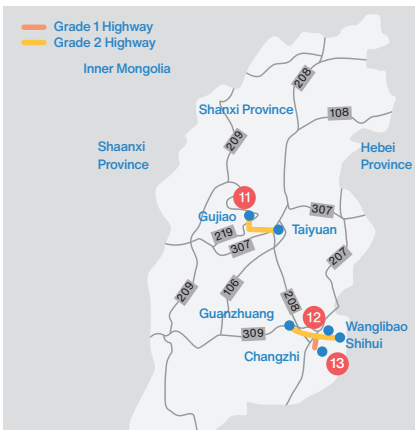 Grade 1 Highway
Grade 2 Highway
Inner Mongolia
208
Shanxi Province
108
209
Shaanxi
Province
Hebei
Province
11
307
Gujiao
219
Taiyuan
307
207
106
209
208
Guanzhuang
12
Wanglibao
309
Shihui
Changzhi
13